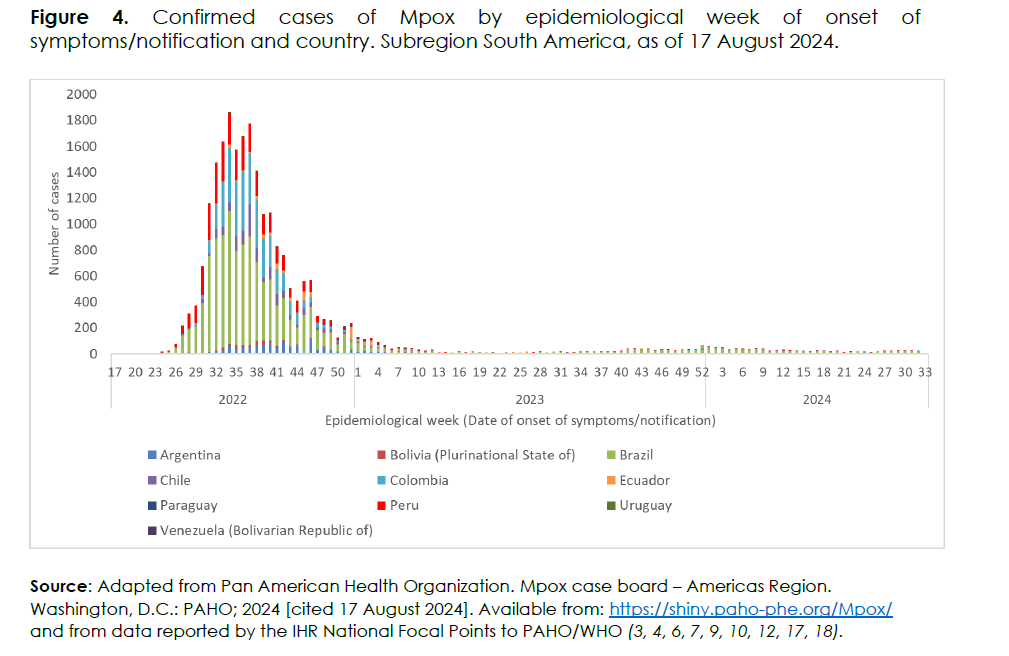 Figure 4. Confirmed cases of Mpox by epidemiological week of onset of
symptoms/notification and country. Subregion South America, as of 17 August 2024.
2000
1800
1600
1400
1200
1000
800
600
400
200
0
Number of cases
17 20 23 26 29 32 35 38 41 44 47 50 1 4 7 10 13 16 19 22 25 28 31 34 37 40 43 46 49 52 3 6 9 12 15 18 21 24 27 30 33
2022 2023 2024
Epidemiological week (Date of onset of symptoms/notification)
Argentina Bolivia (Plurinational State of) Brazil
Chile Colombia Ecuador
Paraguay Peru Uruguay
Venezuela (Bolivarian Republic of)
Source: Adapted from Pan American Health Organization. Mpox case board – Americas Region.
Washington, D.C.: PAHO; 2024 [cited 17 August 2024]. Available from: https://shiny.paho-phe.org/Mpox/
and from data reported by the IHR National Focal Points to PAHO/WHO (3, 4, 6, 7, 9, 10, 12, 17, 18).